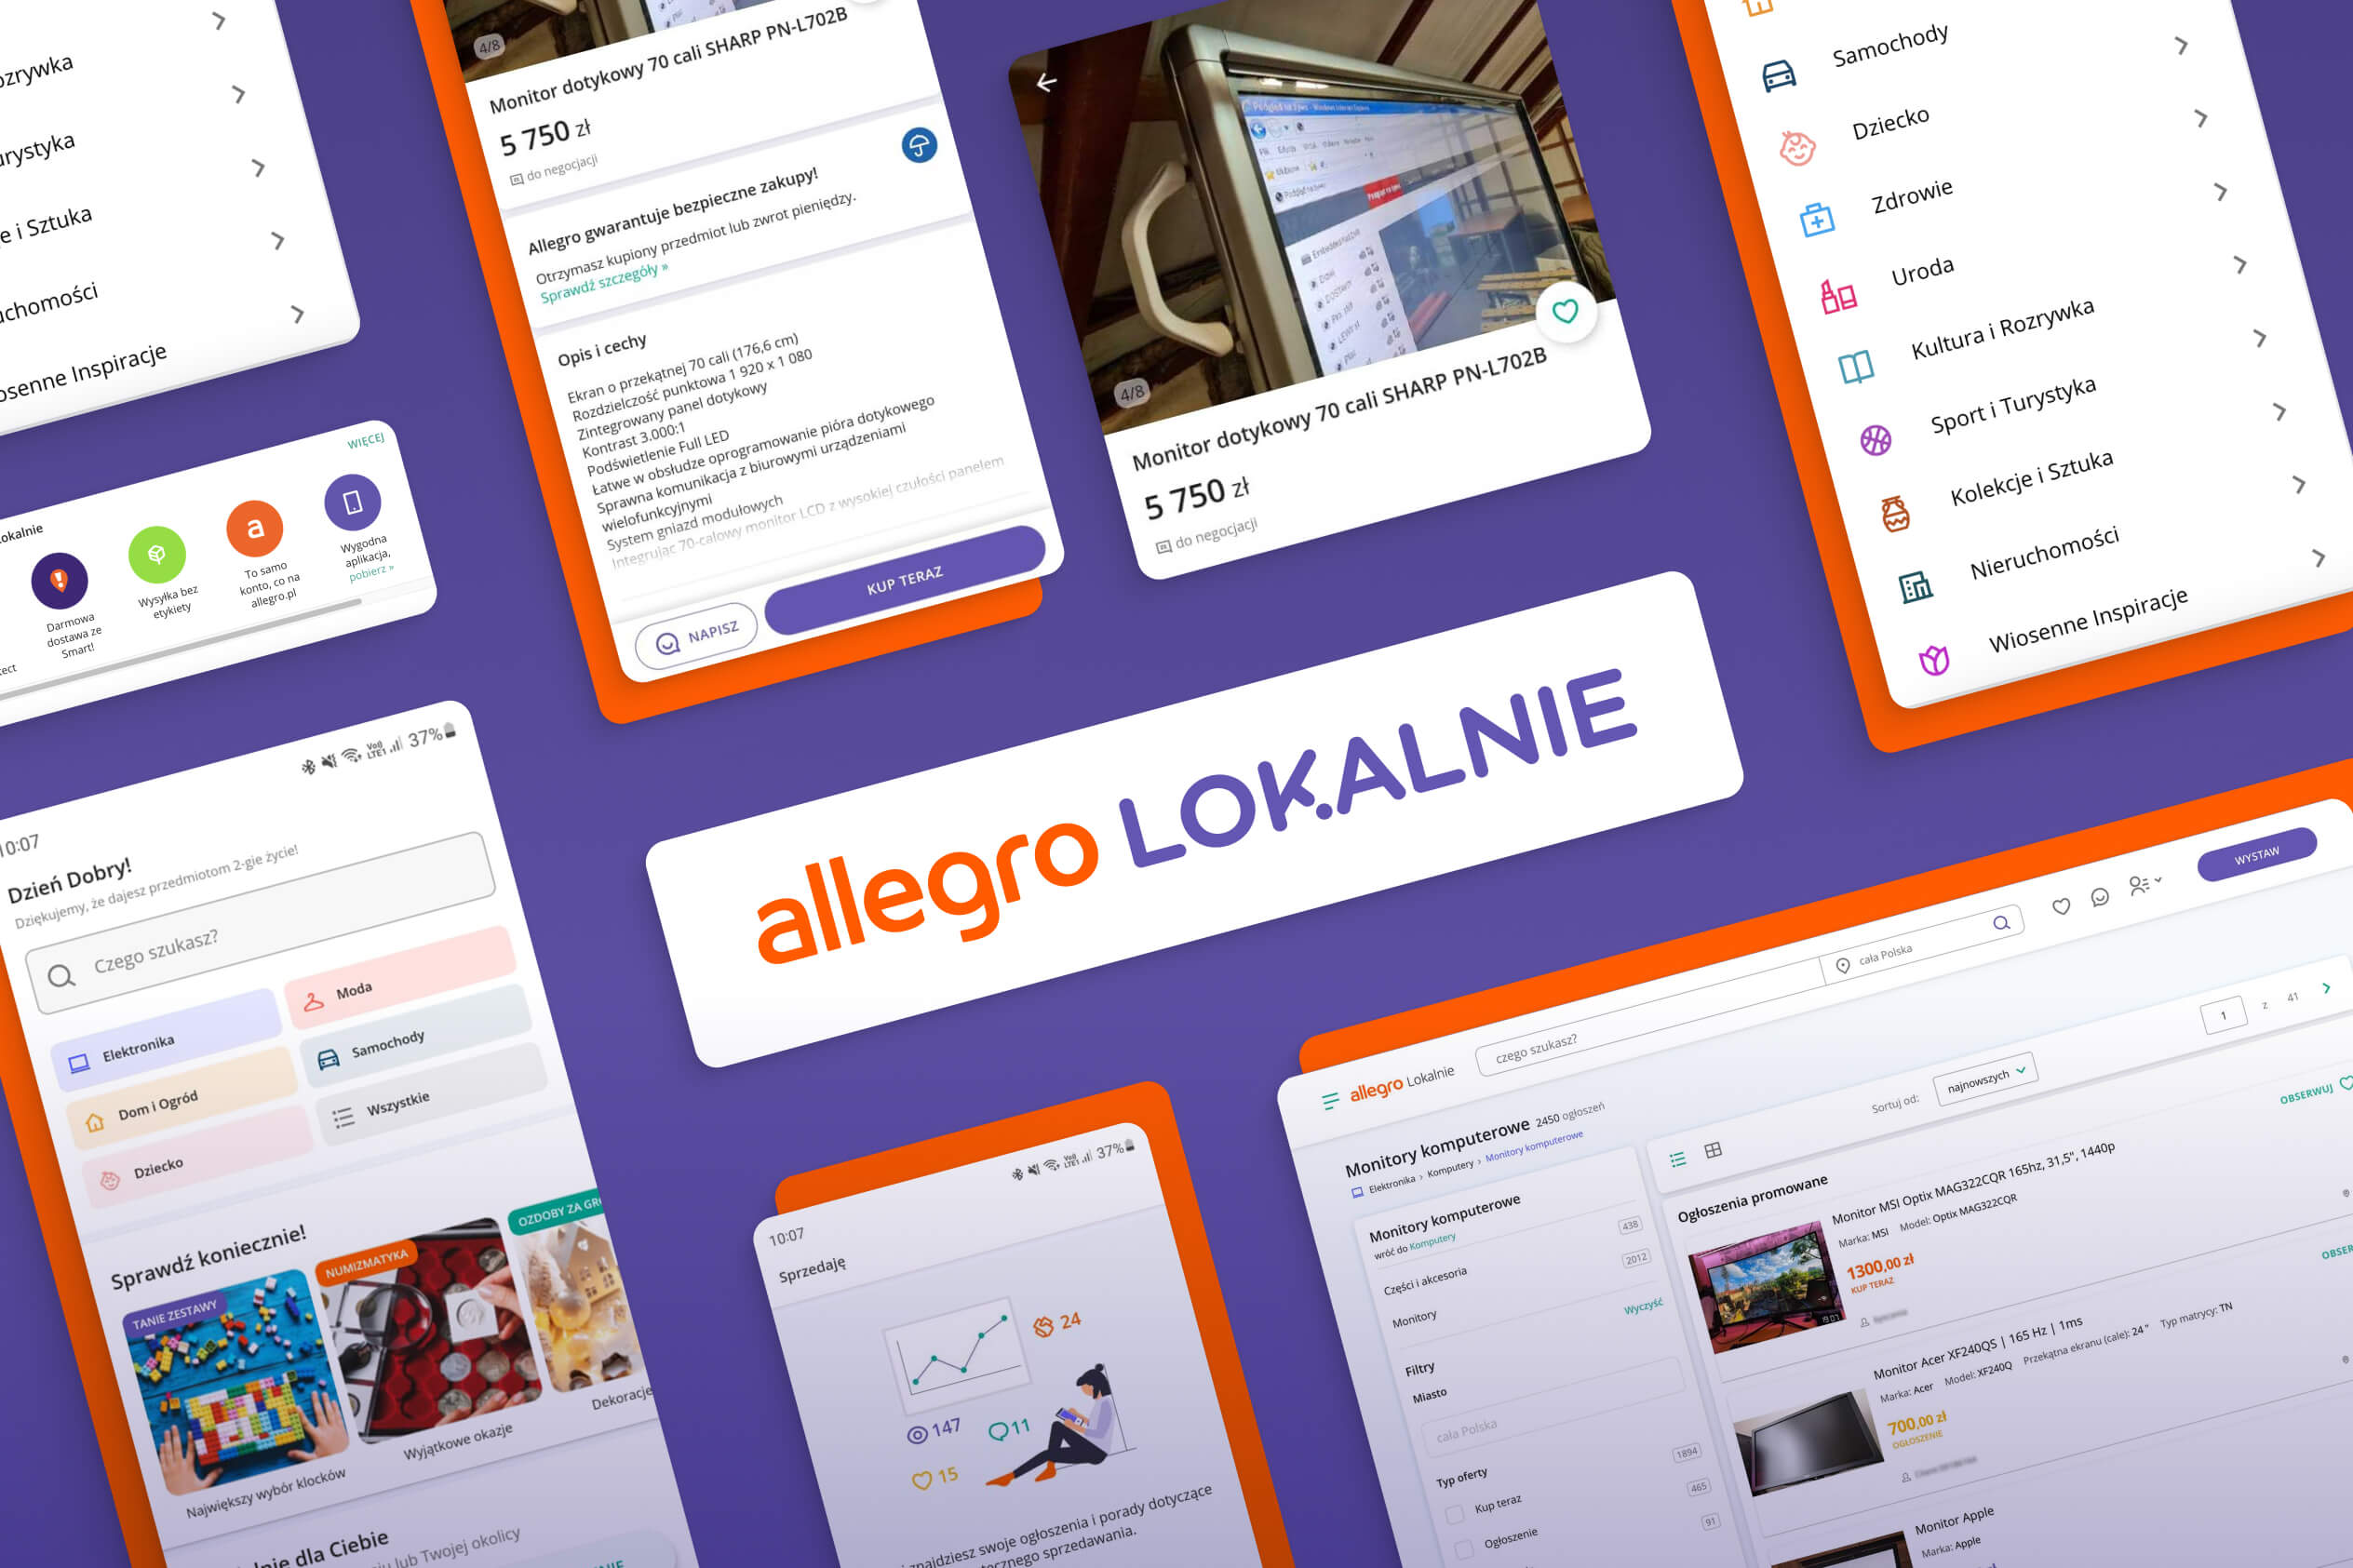 i Sztuka
Wiosenne Inspiracje
WIĘCEJ
Darmowa
dostawa ze
Smart!
Wysyłka bez
etykiety
To samo
konto, co na
allegro.pl
Wygodna
aplikacja,
pobierz »
4/8
Monitor dotykowy 70 cali SHARP PN-L702B
5 750 zł
do negocjacji
Allegro gwarantuje bezpieczne zakupy!
Otrzymasz kupiony przedmiot lub zwrot pieniędzy.
Sprawdź szczegóły »
Opis i cechy
Ekran o przekątnej 70 cali (176,6 cm)
Rozdzielczość punktowa 1 920 x 1 080
Zintegrowany panel dotykowy
Kontrast 3.000:1
Podświetlenie Full LED
Łatwe w obsłudze oprogramowanie pióra dotykowego
Sprawna komunikacja z biurowymi urządzeniami
wielofunkcyjnymi
System gniazd modułowych
Integrując 70-calowy monitor LCD z wysokiej czułości panelem
NAPISZ
KUP TERAZ
4/8
Monitor dotykowy 70 cali SHARP PN-L702B
5 750 zł
do negocjacji
Samochody
Dziecko
Zdrowie
Uroda
Kultura i Rozrywka
Sport i Turystyka
Kolekcje i Sztuka
Nieruchomości
Wiosenne Inspiracje
allegro LOKALNIE
10:07
37%
Dzień Dobry!
Dziękujemy, że dajesz przedmiotom 2-gie życie!
Czego szukasz?
Elektronika
Moda
Dom i Ogród
Samochody
Dziecko
Wszystkie
Sprawdź koniecznie!
TANIE ZESTAWY
NUMIZMATYKA
OZDOBY ZA
Największy wybór klocków
Wyjątkowe okazje
Dekoracje
dla Ciebie
lub Twojej okolicy
10:07
37%
Sprzedaję
24
147
11
15
znajdziesz swoje ogłoszenia i porady dotyczące
sprzedawania.
allegro Lokalnie
czego szukasz?
cała Polska
WYSTAW
Monitory komputerowe 2450 ogłoszeń
Elektronika › Komputery › Monitory komputerowe
Monitory komputerowe
wróć do Komputery
Części i akcesoria
438
Monitory
2012
Wyczyść
Filtry
Miasto
cała Polska
Typ oferty
Kup teraz
1894
Ogłoszenie
465
91
Sortuj od:
najnowszych
1 z 41
Ogłoszenia promowane
OBSERWUJ
Monitor MSI Optix MAG322CQR 165hz, 31,5", 1440p
Marka: MSI Model: Optix MAG322CQR
1300,00 zł
KUP TERAZ
Monitor Acer XF240QS | 165 Hz | 1ms
Marka: Acer Model: XF240Q Przekątna ekranu (cale): 24 " Typ matrycy: TN
700,00 zł
OGŁOSZENIE
Monitor Apple
Marka: Apple